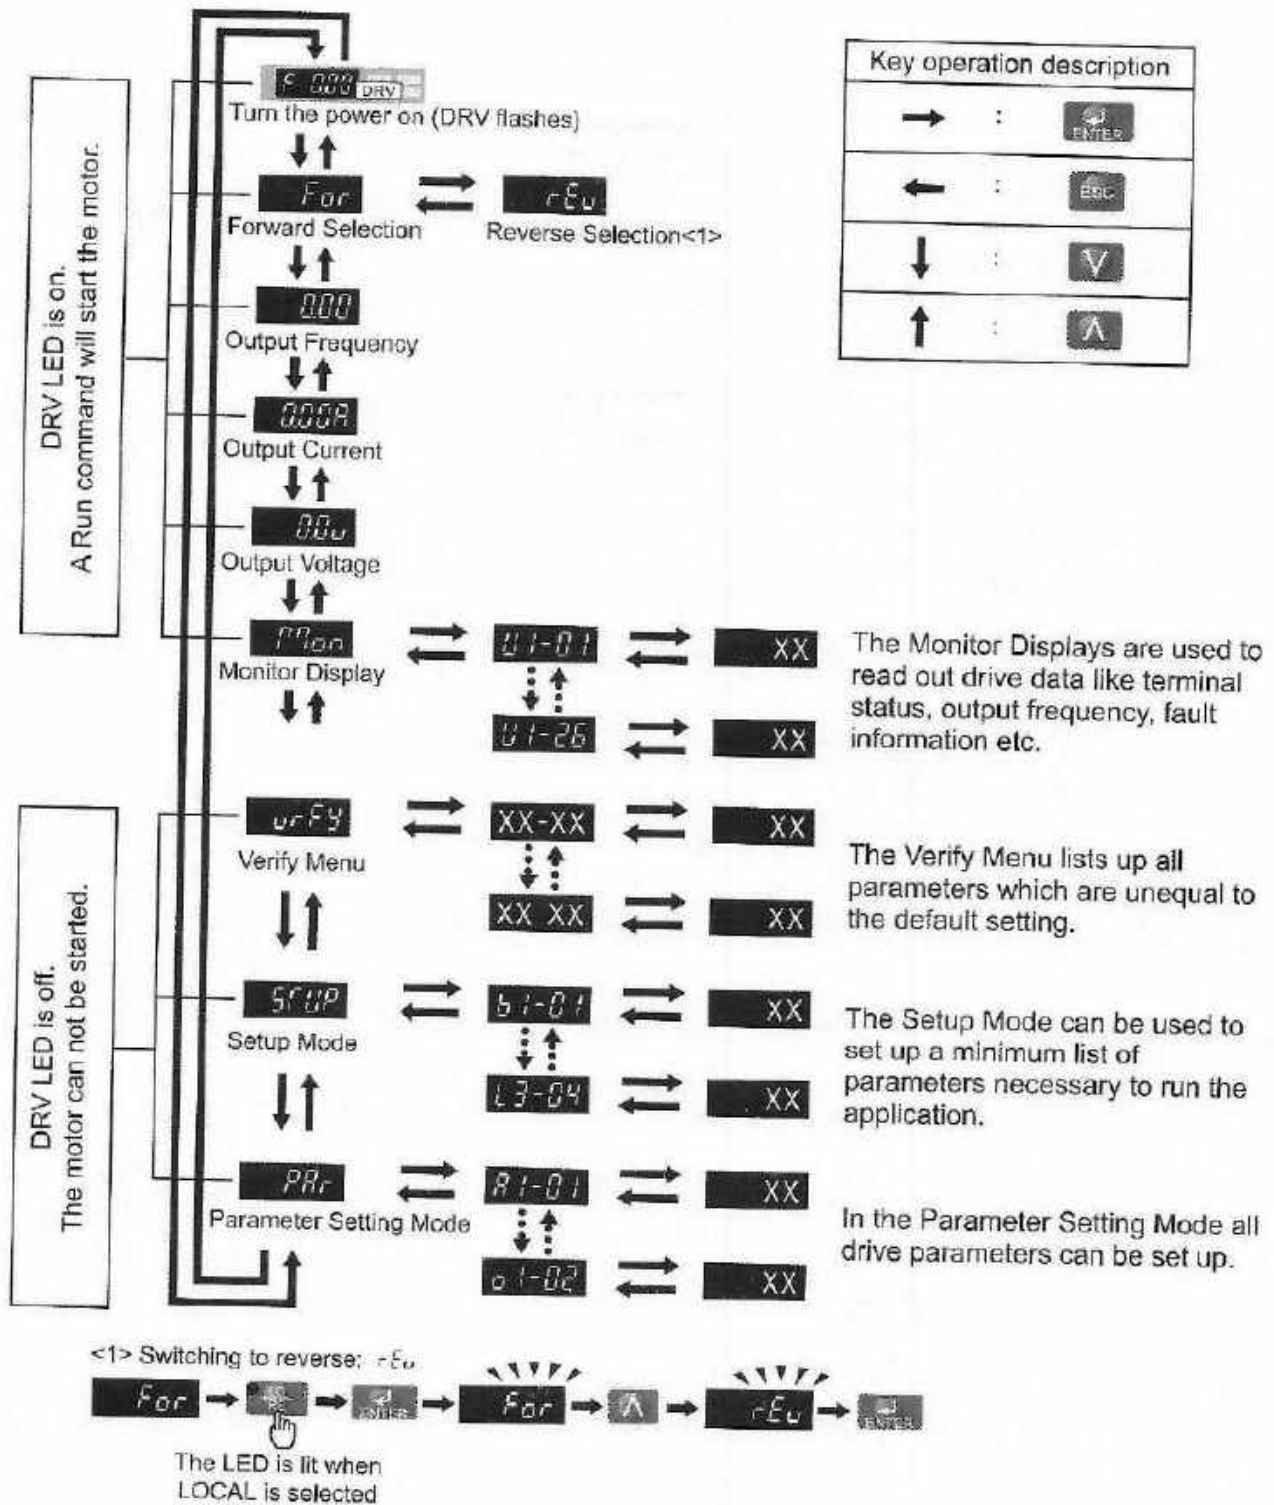 F 0.00
DRV
Turn the power on (DRV flashes)
For
Forward Selection
rEv
Reverse Selection<1>
0.00
Output Frequency
0.00A
Output Current
0.0v
Output Voltage
Mon
Monitor Display
U1-01
XX
U1-26
XX
The Monitor Displays are used to
read out drive data like terminal
status, output frequency, fault
information etc.
DRV LED is on.
A Run command will start the motor.
Key operation description
:
ENTER
:
ESC
:
V
:
Λ
vrFY
Verify Menu
XX-XX
XX
XX XX
XX
The Verify Menu lists up all
parameters which are unequal to
the default setting.
STUP
Setup Mode
b1-01
XX
L3-04
XX
The Setup Mode can be used to
set up a minimum list of
parameters necessary to run the
application.
PAr
Parameter Setting Mode
A1-01
XX
o1-02
XX
In the Parameter Setting Mode all
drive parameters can be set up.
DRV LED is off.
The motor can not be started.
<1> Switching to reverse: rEv
For
ENTER
For
Λ
rEv
ENTER
The LED is lit when
LOCAL is selected